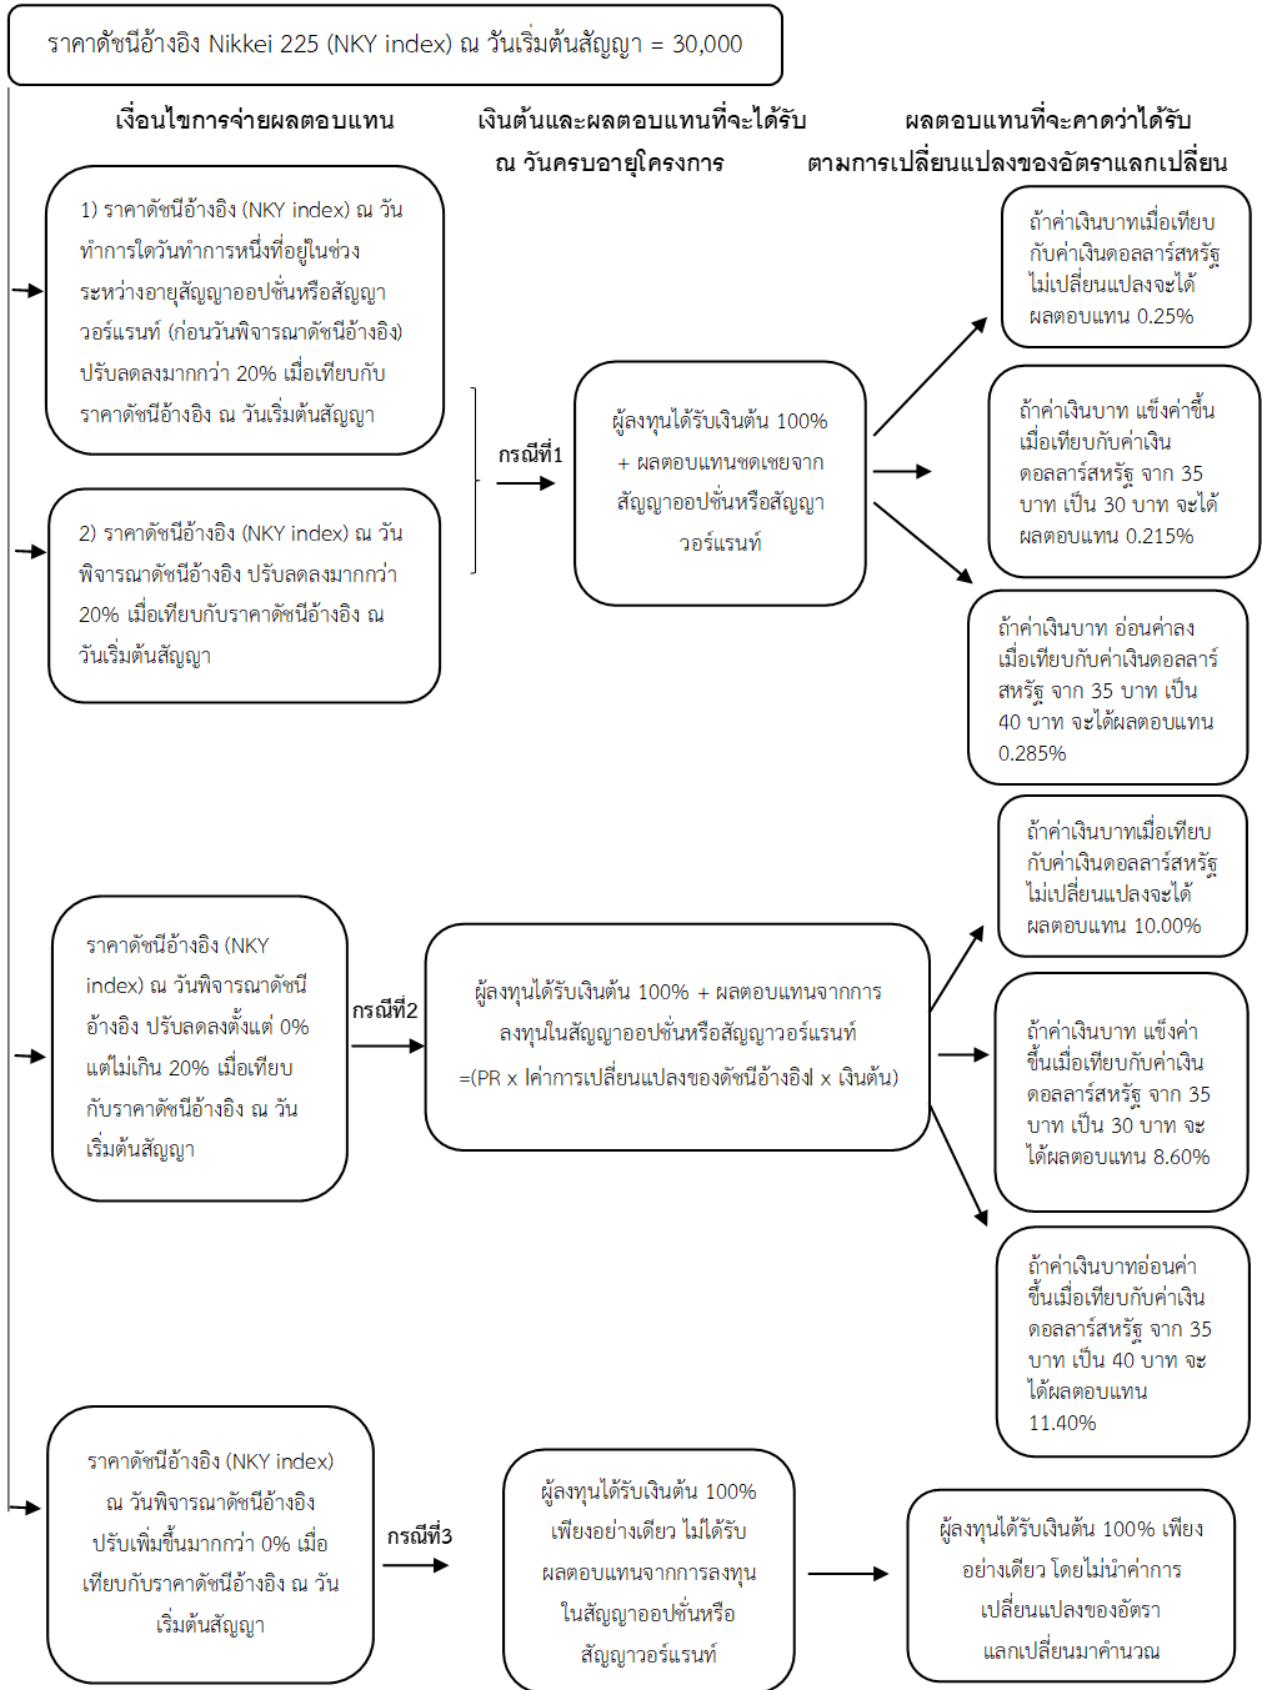 ราคาดัชนีอ้างอิง Nikkei 225 (NKY index) ณ วันเริ่มต้นสัญญา = 30,000
เงื่อนไขการจ่ายผลตอบแทน
เงินต้นและผลตอบแทนที่จะได้รับ
ณ วันครบอายุโครงการ
ผลตอบแทนที่จะคาดว่าได้รับ
ตามการเปลี่ยนแปลงของอัตราแลกเปลี่ยน
1) ราคาดัชนีอ้างอิง (NKY index) ณ วัน
ทำการใดวันทำการหนึ่งที่อยู่ในช่วง
ระหว่างอายุสัญญาออปชั่นหรือสัญญา
วอร์แรนท์ (ก่อนวันพิจารณาดัชนีอ้างอิง)
ปรับลดลงมากกว่า 20% เมื่อเทียบกับ
ราคาดัชนีอ้างอิง ณ วันเริ่มต้นสัญญา
2) ราคาดัชนีอ้างอิง (NKY index) ณ วัน
พิจารณาดัชนีอ้างอิง ปรับลดลงมากกว่า
20% เมื่อเทียบกับราคาดัชนีอ้างอิง ณ
วันเริ่มต้นสัญญา
กรณีที่1
ผู้ลงทุนได้รับเงินต้น 100%
+ ผลตอบแทนชดเชยจาก
สัญญาออปชั่นหรือสัญญา
วอร์แรนท์
ถ้าค่าเงินบาทเมื่อเทียบ
กับค่าเงินดอลลาร์สหรัฐ
ไม่เปลี่ยนแปลงจะได้
ผลตอบแทน 0.25%
ถ้าค่าเงินบาท แข็งค่าขึ้น
เมื่อเทียบกับค่าเงิน
ดอลลาร์สหรัฐ จาก 35
บาท เป็น 30 บาท จะได้
ผลตอบแทน 0.215%
ถ้าค่าเงินบาท อ่อนค่าลง
เมื่อเทียบกับค่าเงินดอลลาร์
สหรัฐ จาก 35 บาท เป็น
40 บาท จะได้ผลตอบแทน
0.285%
ราคาดัชนีอ้างอิง (NKY
index) ณ วันพิจารณาดัชนี
อ้างอิง ปรับลดลงตั้งแต่ 0%
แต่ไม่เกิน 20% เมื่อเทียบ
กับราคาดัชนีอ้างอิง ณ วัน
เริ่มต้นสัญญา
กรณีที่2
ผู้ลงทุนได้รับเงินต้น 100% + ผลตอบแทนจากการ
ลงทุนในสัญญาออปชั่นหรือสัญญาวอร์แรนท์
=(PR x |ค่าการเปลี่ยนแปลงของดัชนีอ้างอิง| x เงินต้น)
ถ้าค่าเงินบาทเมื่อเทียบ
กับค่าเงินดอลลาร์สหรัฐ
ไม่เปลี่ยนแปลงจะได้
ผลตอบแทน 10.00%
ถ้าค่าเงินบาท แข็งค่า
ขึ้นเมื่อเทียบกับค่าเงิน
ดอลลาร์สหรัฐ จาก 35
บาท เป็น 30 บาท จะ
ได้ผลตอบแทน 8.60%
ถ้าค่าเงินบาทอ่อนค่า
ขึ้นเมื่อเทียบกับค่าเงิน
ดอลลาร์สหรัฐ จาก 35
บาท เป็น 40 บาท จะ
ได้ผลตอบแทน
11.40%
ราคาดัชนีอ้างอิง (NKY index)
ณ วันพิจารณาดัชนีอ้างอิง
ปรับเพิ่มขึ้นมากกว่า 0% เมื่อ
เทียบกับราคาดัชนีอ้างอิง ณ วัน
เริ่มต้นสัญญา
กรณีที่3
ผู้ลงทุนได้รับเงินต้น 100%
เพียงอย่างเดียว ไม่ได้รับ
ผลตอบแทนจากการลงทุน
ในสัญญาออปชั่นหรือ
สัญญาวอร์แรนท์
ผู้ลงทุนได้รับเงินต้น 100% เพียง
อย่างเดียว โดยไม่นำค่าการ
เปลี่ยนแปลงของอัตรา
แลกเปลี่ยนมาคำนวณ